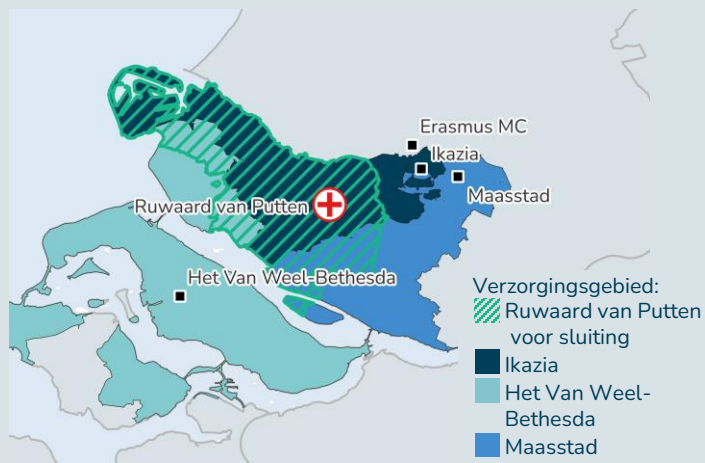 Erasmus MC
Ikazia
Maasstad
Ruwaard van Putten
Het Van Weel-Bethesda
Verzorgingsgebied:
Ruwaard van Putten
voor sluiting
Ikazia
Het Van Weel-
Bethesda
Maasstad